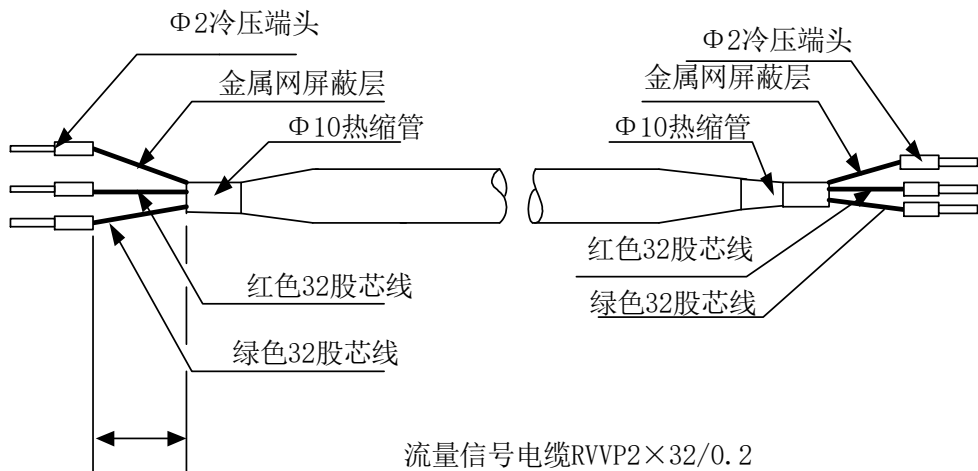 Φ2冷压端头
Φ2冷压端头
金属网屏蔽层
金属网屏蔽层
Φ10热缩管
Φ10热缩管
红色32股芯线
红色32股芯线
绿色32股芯线
绿色32股芯线
流量信号电缆RVVP2×32/0.2